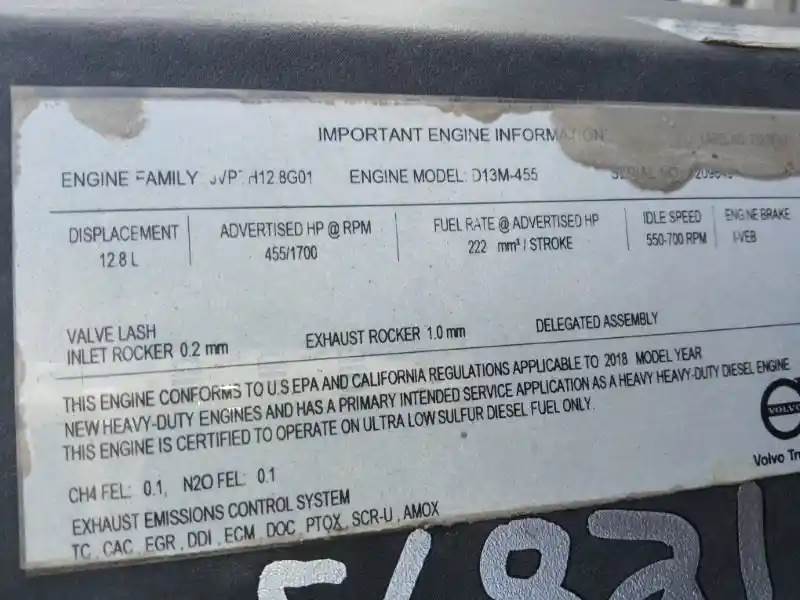 IMPORTANT ENGINE INFORMATION
ENGINE FAMILY ENGINE MODEL: D13M-455 SERIAL NO
DISPLACEMENT
12.8 L
ADVERTISED HP @ RPM
455/1700
FUEL RATE @ ADVERTISED HP
222 mm³ / STROKE
IDLE SPEED
550-700 RPM
ENGINE BRAKE
VALVE LASH
INLET ROCKER 0.2 mm EXHAUST ROCKER 1.0 mm DELEGATED ASSEMBLY
THIS ENGINE CONFORMS TO U.S EPA AND CALIFORNIA REGULATIONS APPLICABLE TO 2018 MODEL YEAR
NEW HEAVY-DUTY ENGINES AND HAS A PRIMARY INTENDED SERVICE APPLICATION AS A HEAVY HEAVY-DUTY DIESEL ENGINE
THIS ENGINE IS CERTIFIED TO OPERATE ON ULTRA LOW SULFUR DIESEL FUEL ONLY.
VOLVO
Volvo
CH4 FEL: 0.1, N2O FEL: 0.1
EXHAUST EMISSIONS CONTROL SYSTEM
TC , CAC , EGR , DDI , ECM , DOC , PTOX , SCR-U , AMOX